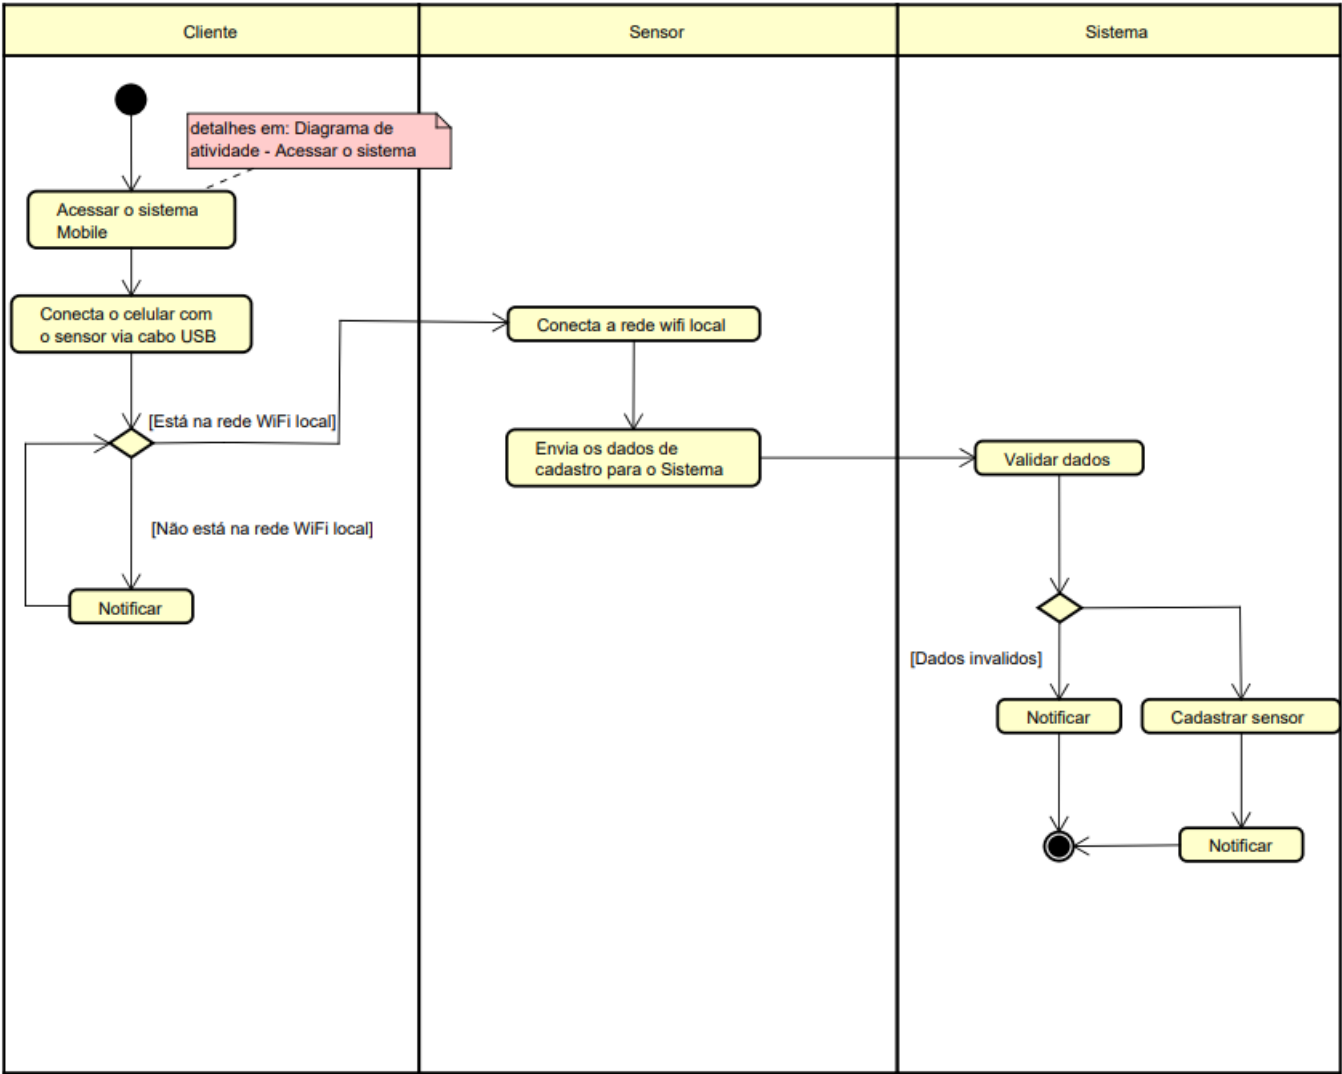 Cliente
Sensor
Sistema
detalhes em: Diagrama de
atividade - Acessar o sistema
Acessar o sistema
Mobile
Conecta o celular com
o sensor via cabo USB
Conecta a rede wifi local
[Está na rede WiFi local]
Envia os dados de
cadastro para o Sistema
Validar dados
[Não está na rede WiFi local]
Notificar
[Dados invalidos]
Notificar
Cadastrar sensor
Notificar